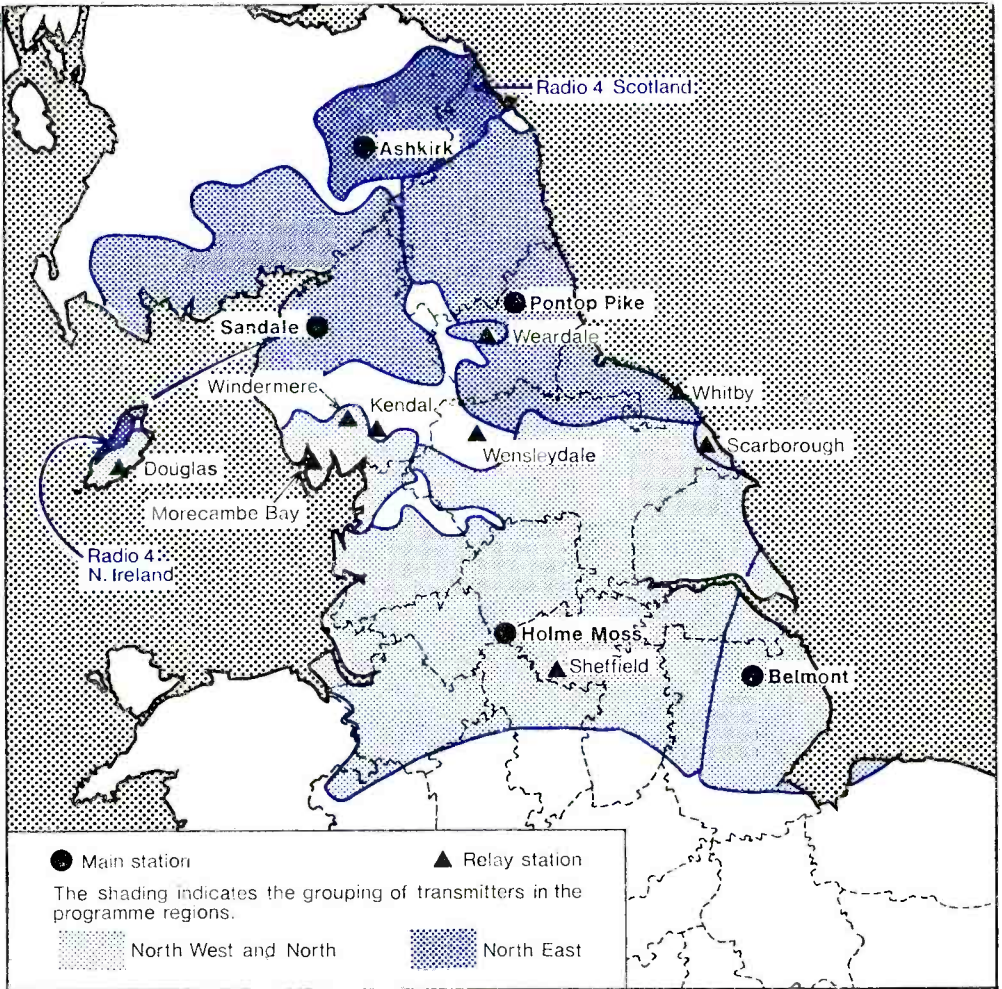 Radio 4 Scotland
Ashkirk
Pontop Pike
Sandale
Weardale
Windermere
Kendal
Whitby
Wensleydale
Scarborough
Douglas
Morecambe Bay
Radio 4
N. Ireland
Holme Moss
Sheffield
Belmont
Main station
Relay station
The shading indicates the grouping of transmitters in the
programme regions.
North West and North
North East